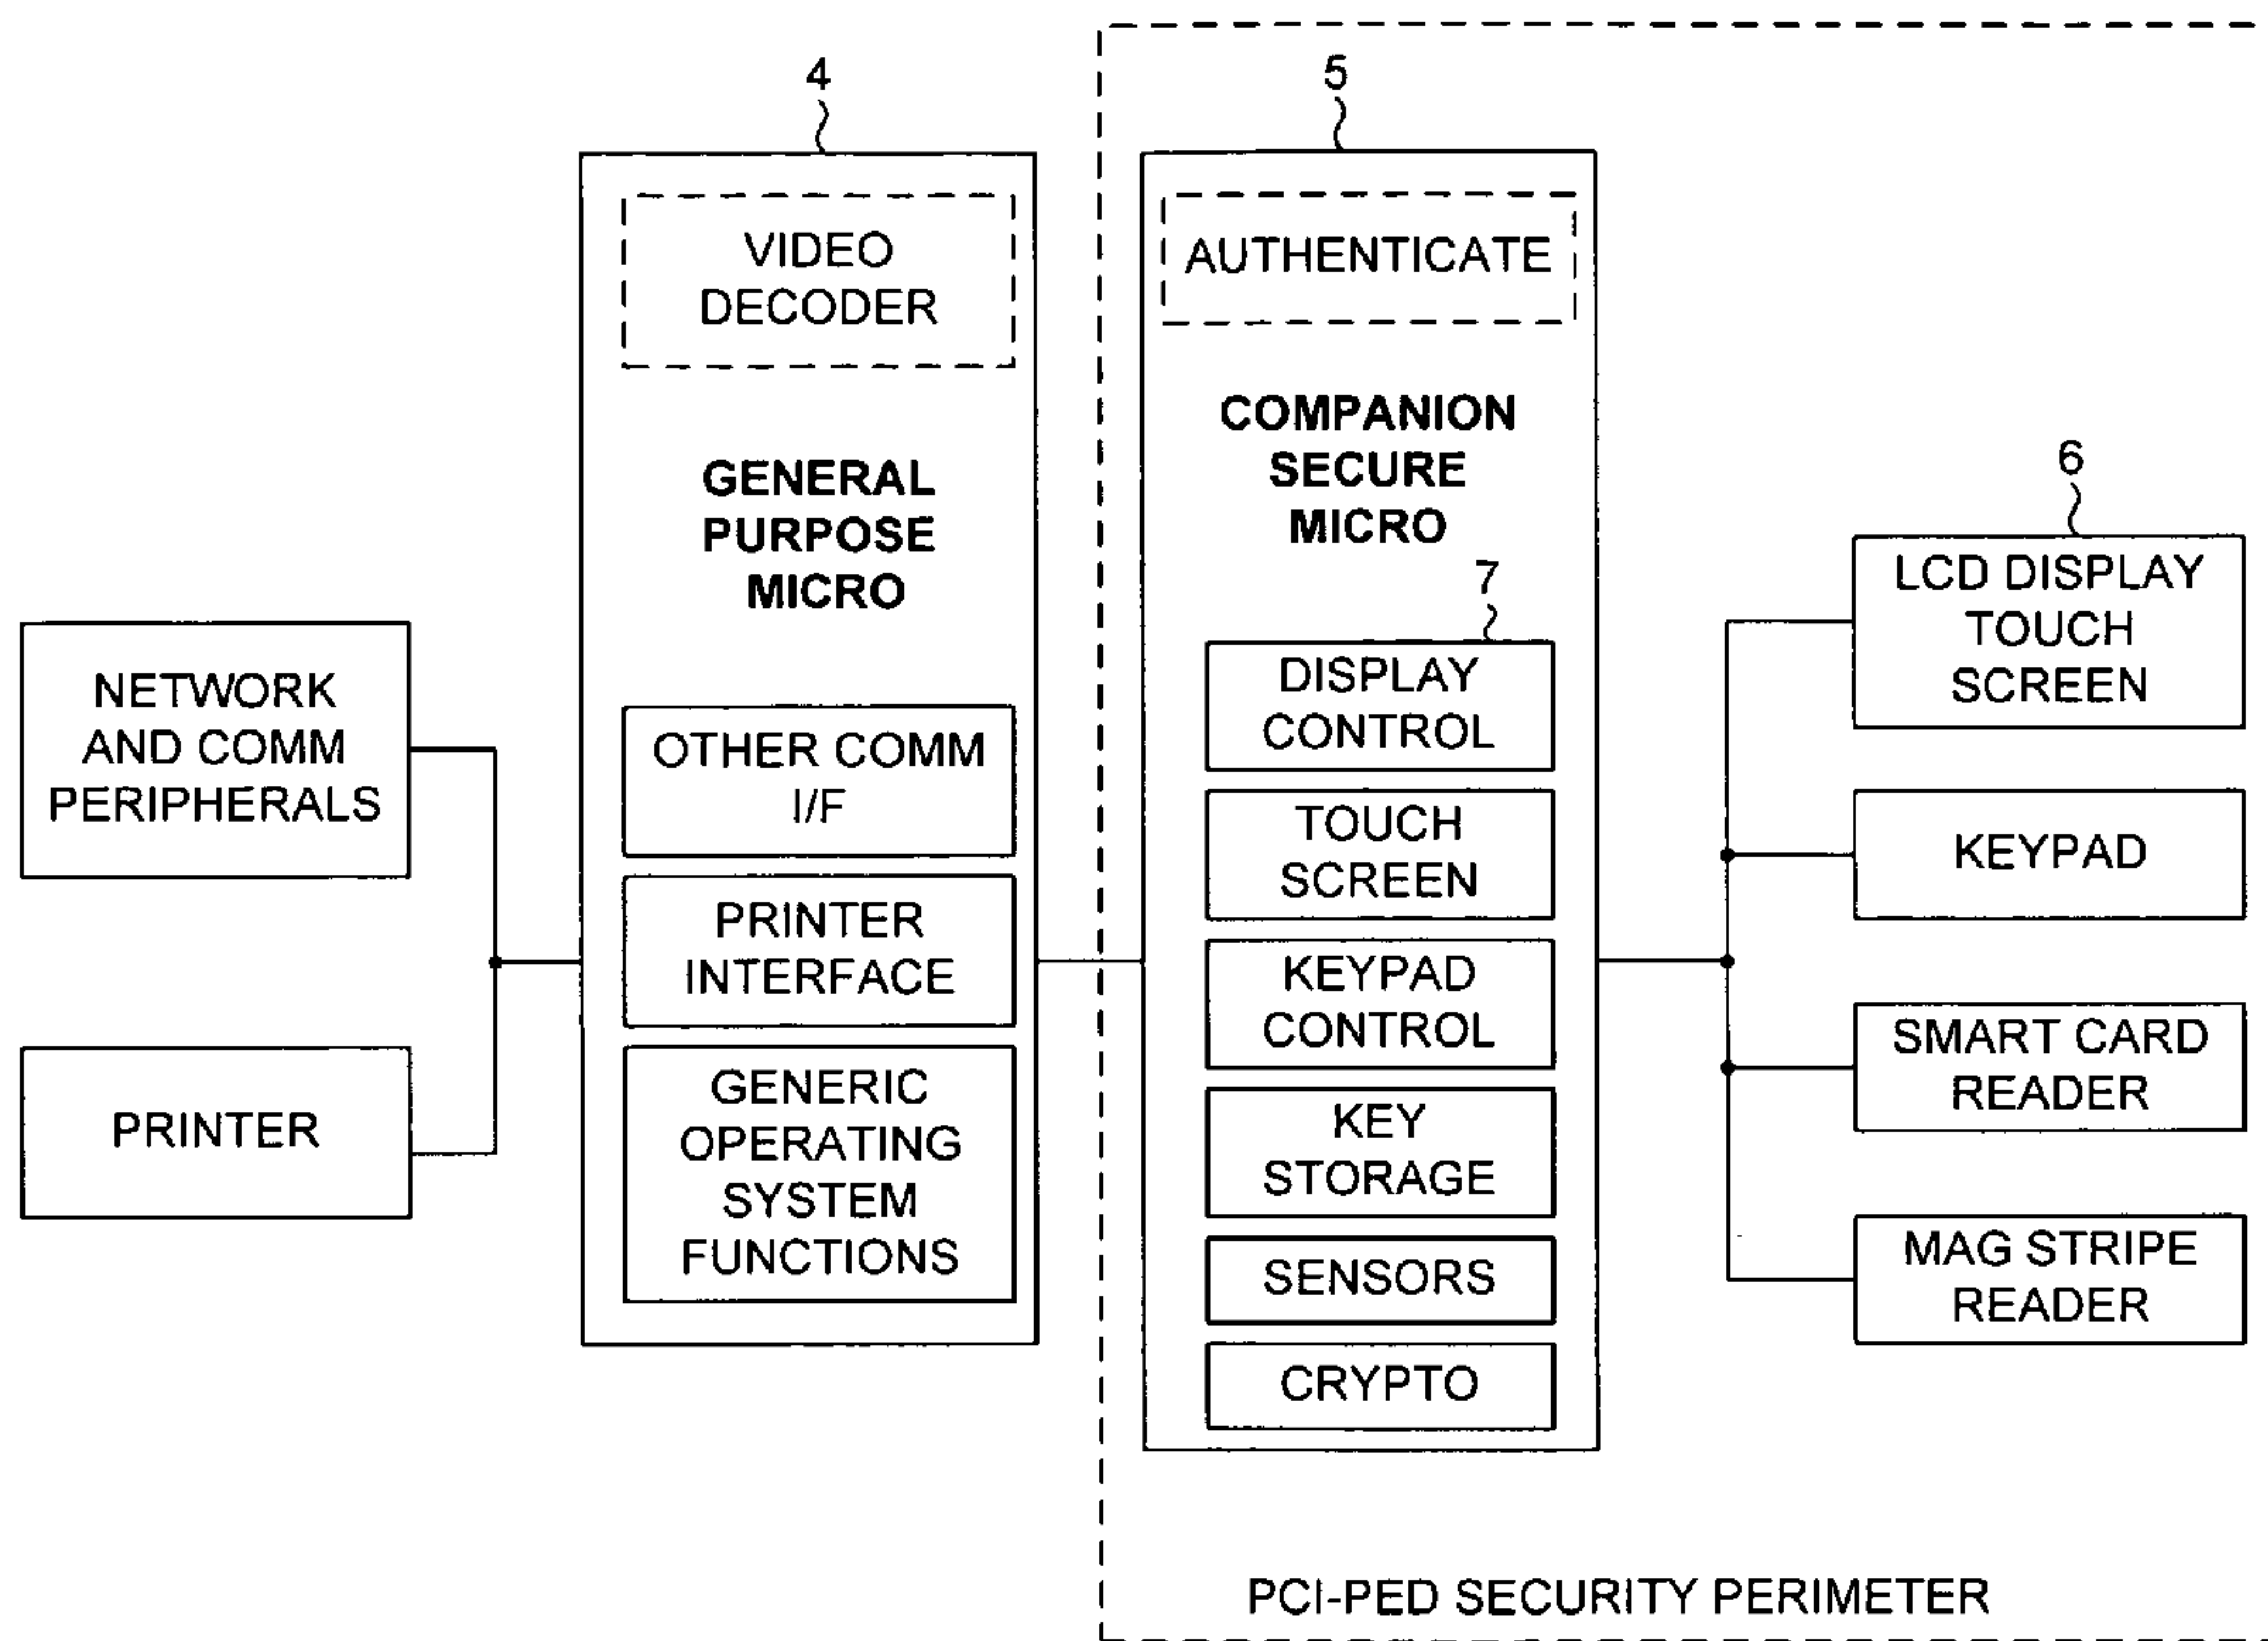 4
5
VIDEO
DECODER
AUTHENTICATE
GENERAL
PURPOSE
MICRO
COMPANION
SECURE
MICRO
6
7
NETWORK
AND COMM
PERIPHERALS
PRINTER
OTHER COMM
I/F
PRINTER
INTERFACE
GENERIC
OPERATING
SYSTEM
FUNCTIONS
DISPLAY
CONTROL
TOUCH
SCREEN
KEYPAD
CONTROL
KEY
STORAGE
SENSORS
CRYPTO
LCD DISPLAY
TOUCH
SCREEN
KEYPAD
SMART CARD
READER
MAG STRIPE
READER
PCI-PED SECURITY PERIMETER